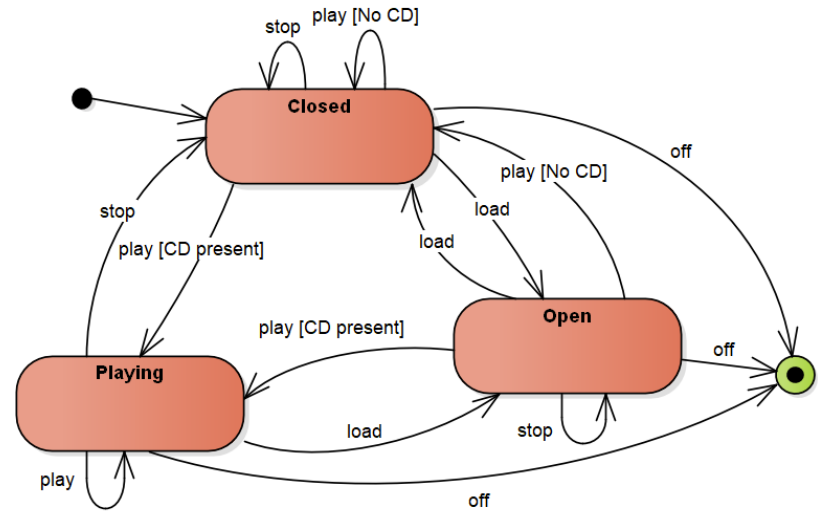 play [No CD]
stop
Closed
off
play [No CD]
stop
load
load
play [CD present]
Open
play [CD present]
off
Playing
load
stop
play
off